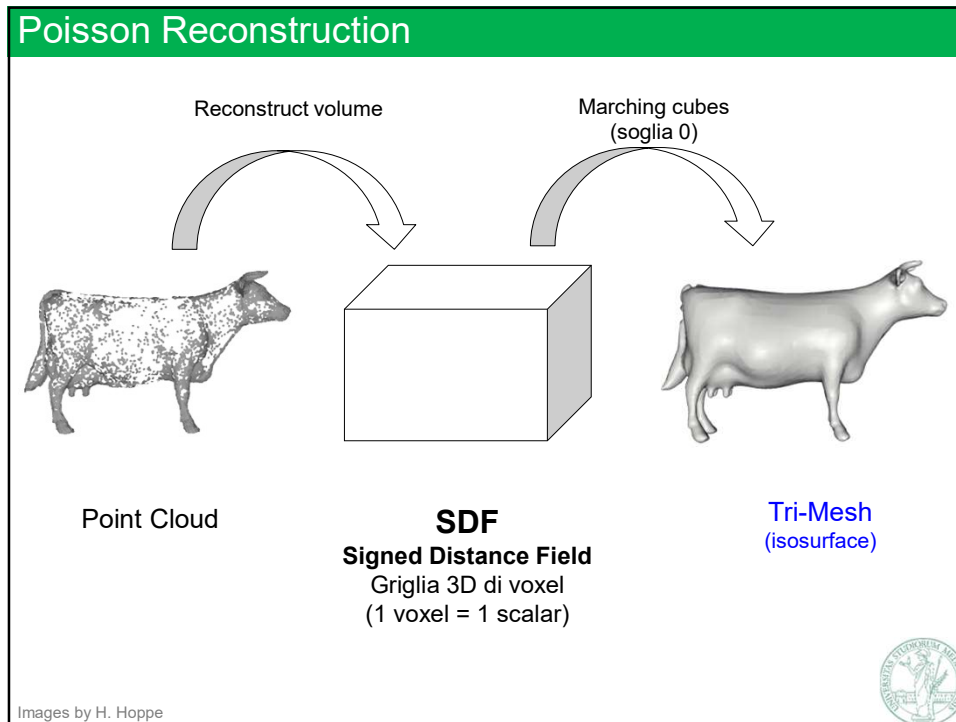 Poisson Reconstruction
Reconstruct volume
Marching cubes
(soglia 0)
Point Cloud
SDF
Signed Distance Field
Griglia 3D di voxel
(1 voxel = 1 scalar)
Tri-Mesh
(isosurface)
Images by H. Hoppe